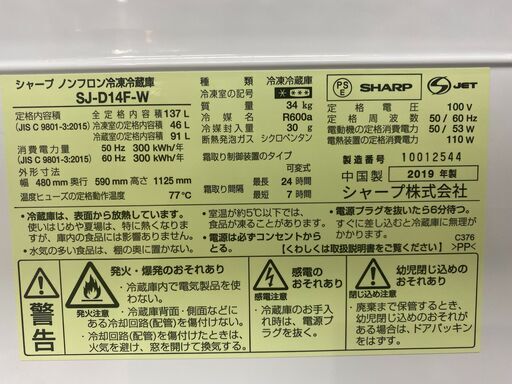 シャープ ノンフロン冷凍冷蔵庫
SJ-D14F-W
定格内容積
(JIS C 9801-3:2015)
全定格内容積 137 L
冷凍室の定格内容積 46 L
冷蔵室の定格内容積 91 L
消費電力量
(JIS C 9801-3:2015)
50 Hz 300 kWh/年
60 Hz 300 kWh/年
外形寸法
幅 480 mm 奥行 590 mm 高さ 1125 mm
温度ヒューズの定格動作温度 77℃
種類 冷凍冷蔵庫
冷凍室の記号
質量 34 kg
冷媒 R600a
冷媒封入量 30 g
断熱発泡ガス シクロペンタン
霜取り制御装置のタイプ
霜取り間隔
最長 24 時間
最短 7 時間
PS
E
SHARP
S JET
定格電圧 100 V
定格周波数 50 / 60 Hz
電動機の定格消費電力 50 / 53 W
電熱装置の定格消費電力 110 W
製造番号 10012544
中国製 2019 年製
シャープ株式会社
• 冷蔵庫は、表面から放熱しています。
使いはじめや夏場は、特に熱くなりますが
庫内の食品には影響ありません。
• 水気の多い食品は、棚の奥に置かないで
• 室温が約5℃以下では、
食品が凍ることがあります。
• 電源は必ずコンセントからとる。
• 電源プラグを抜いたら6分待つ。
すぐに差し込むと冷蔵庫に無理が
かかります。
【くわしくは取扱説明書をご覧ください】
C376
>PP<
警告
発火・爆発のおそれあり
• 冷蔵庫内で電気製品を使わない。
• 冷蔵庫背面・側面などに
ある冷却回路(配管)を傷付けない。
• 冷却回路(配管)を傷付けたときは、
火気を避け、窓を開けて換気する。
感電注意
感電の
おそれあり
• 冷蔵庫のお手
入れ時は、電源
プラグを抜く。
閉じ込め注意
幼児閉じ込めの
おそれあり
• 廃棄まで保管するとき、
幼児閉じ込めのおそれが
ある場合は、ドアパッキン
をはずす。